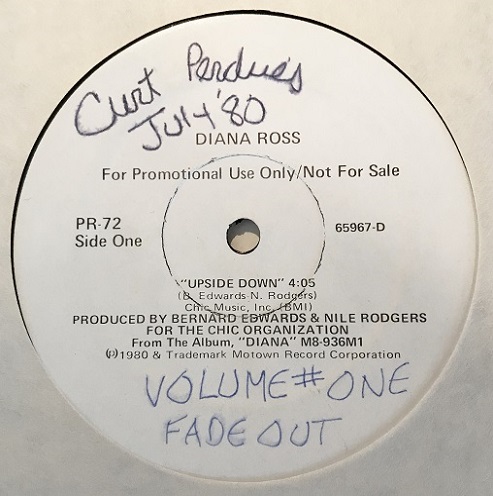 Curt Perdue's
July '80
DIANA ROSS
For Promotional Use Only/Not For Sale
PR-72
Side One
65967-D
"UPSIDE DOWN" 4:05
(B. Edwards-N. Rodgers)
Chic Music, Inc. (BMI)
PRODUCED BY BERNARD EDWARDS & NILE RODGERS
FOR THE CHIC ORGANIZATION
From The Album, "DIANA" M8-936M1
℗1980 & Trademark Motown Record Corporation
VOLUME # ONE
FADE OUT